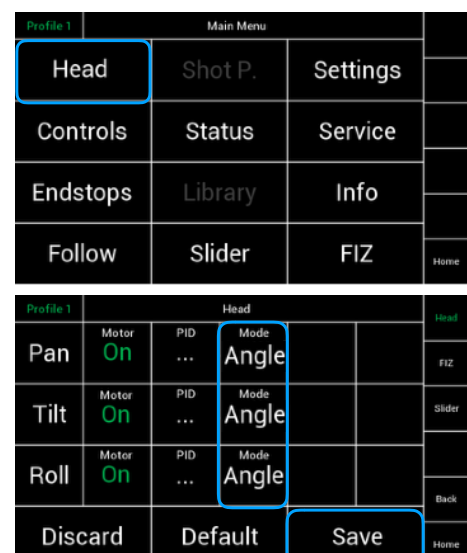 Profile 1 Main Menu
Head Shot P. Settings
Controls Status Service
Endstops Library Info
Follow Slider FIZ Home
Profile 1 Head Head
Motor PID Mode
Pan On ... Angle FIZ
Motor PID Mode
Tilt On ... Angle Slider
Motor PID Mode
Roll On ... Angle
Back
Discard Default Save Home